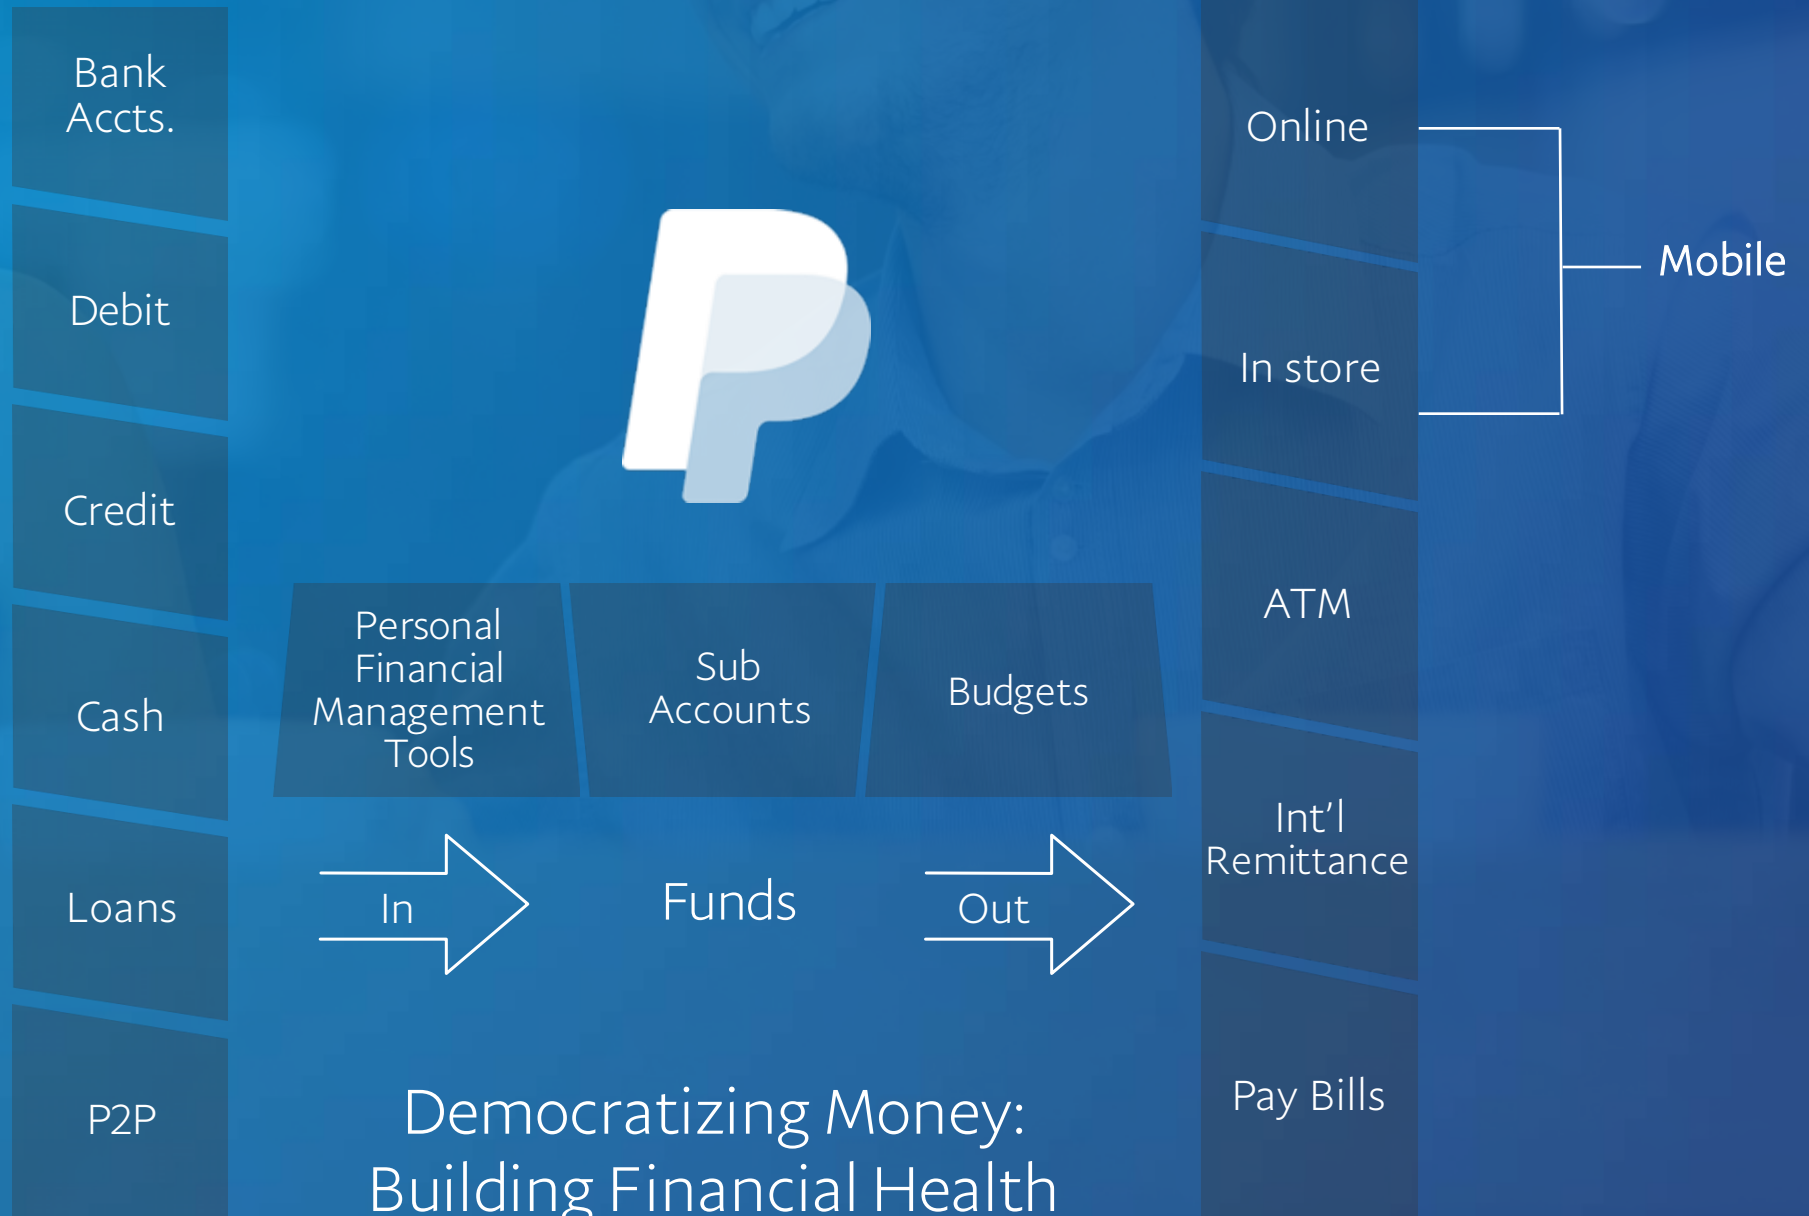 Bank
Accts.
Debit
Credit
Cash
Loans
P2P
Personal
Financial
Management
Tools
Sub
Accounts
Budgets
In
Funds
Out
Democratizing Money:
Building Financial Health
Online
In store
ATM
Int’l
Remittance
Pay Bills
Mobile